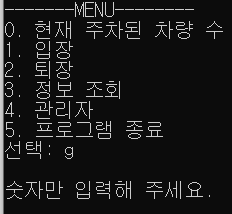 -------MENU--------
0. 현재 주차된 차량 수
1. 입장
2. 퇴장
3. 정보 조회
4. 관리자
5. 프로그램 종료
선택: g
숫자만 입력해 주세요.